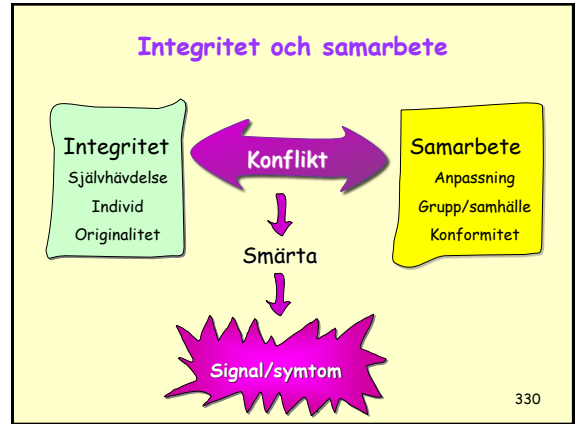 Integritet och samarbete
Integritet
Självhävdelse
Individ
Originalitet
Konflikt
Samarbete
Anpassning
Grupp/samhälle
Konformitet
Smärta
Signal/symtom
330